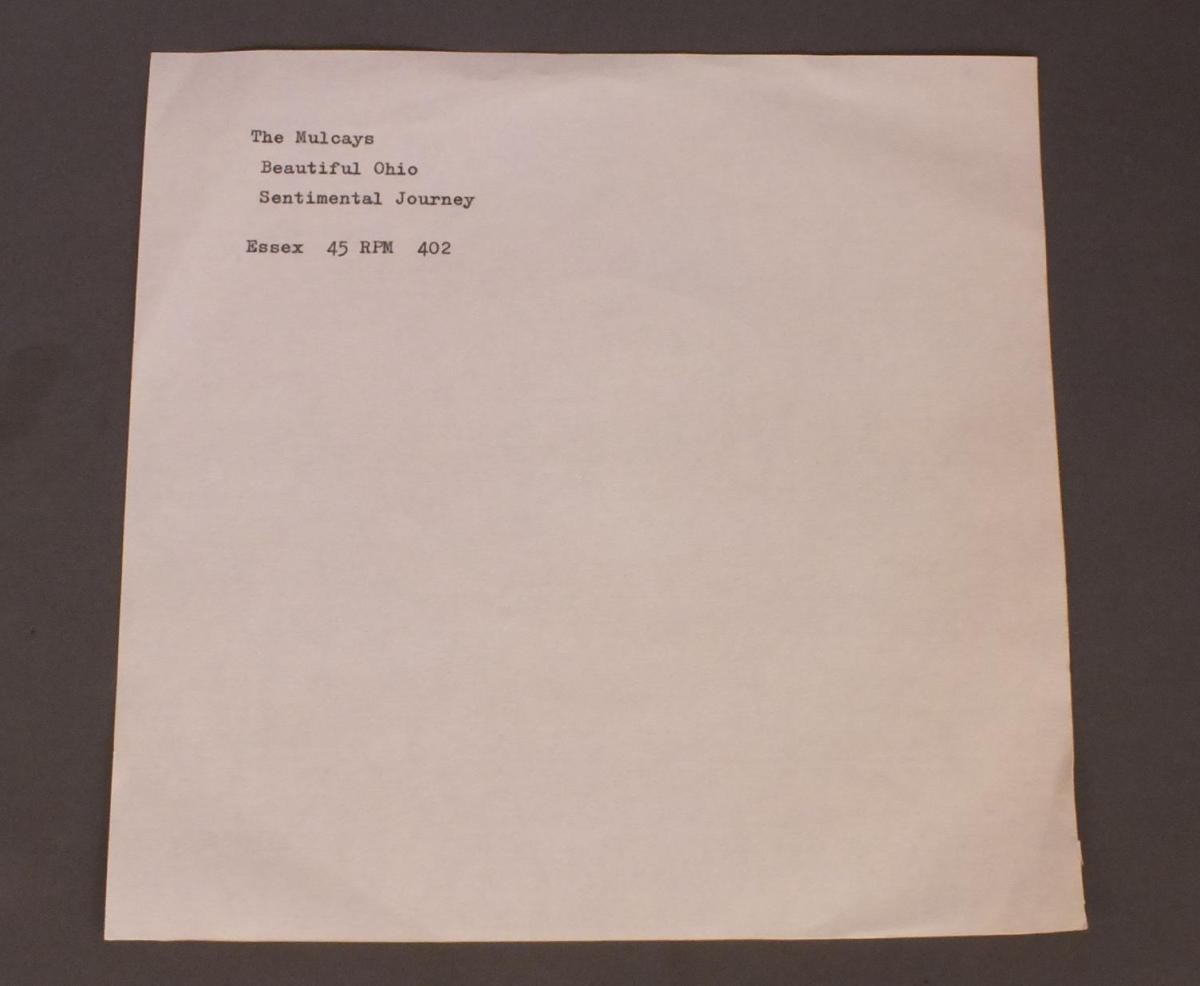 The Mulcays
Beautiful Ohio
Sentimental Journey
Essex 45 RPM 402